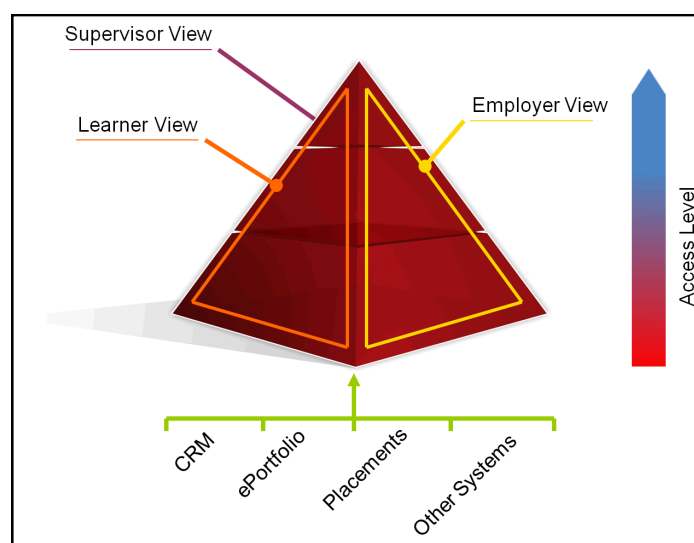 Supervisor View
Learner View
Employer View
Access Level
CRM
ePortfolio
Placements
Other Systems